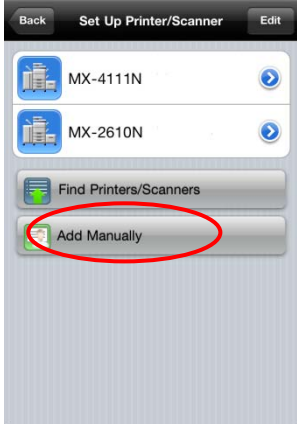 Back Set Up Printer/Scanner Edit
MX-4111N
MX-2610N
Find Printers/Scanners
Add Manually